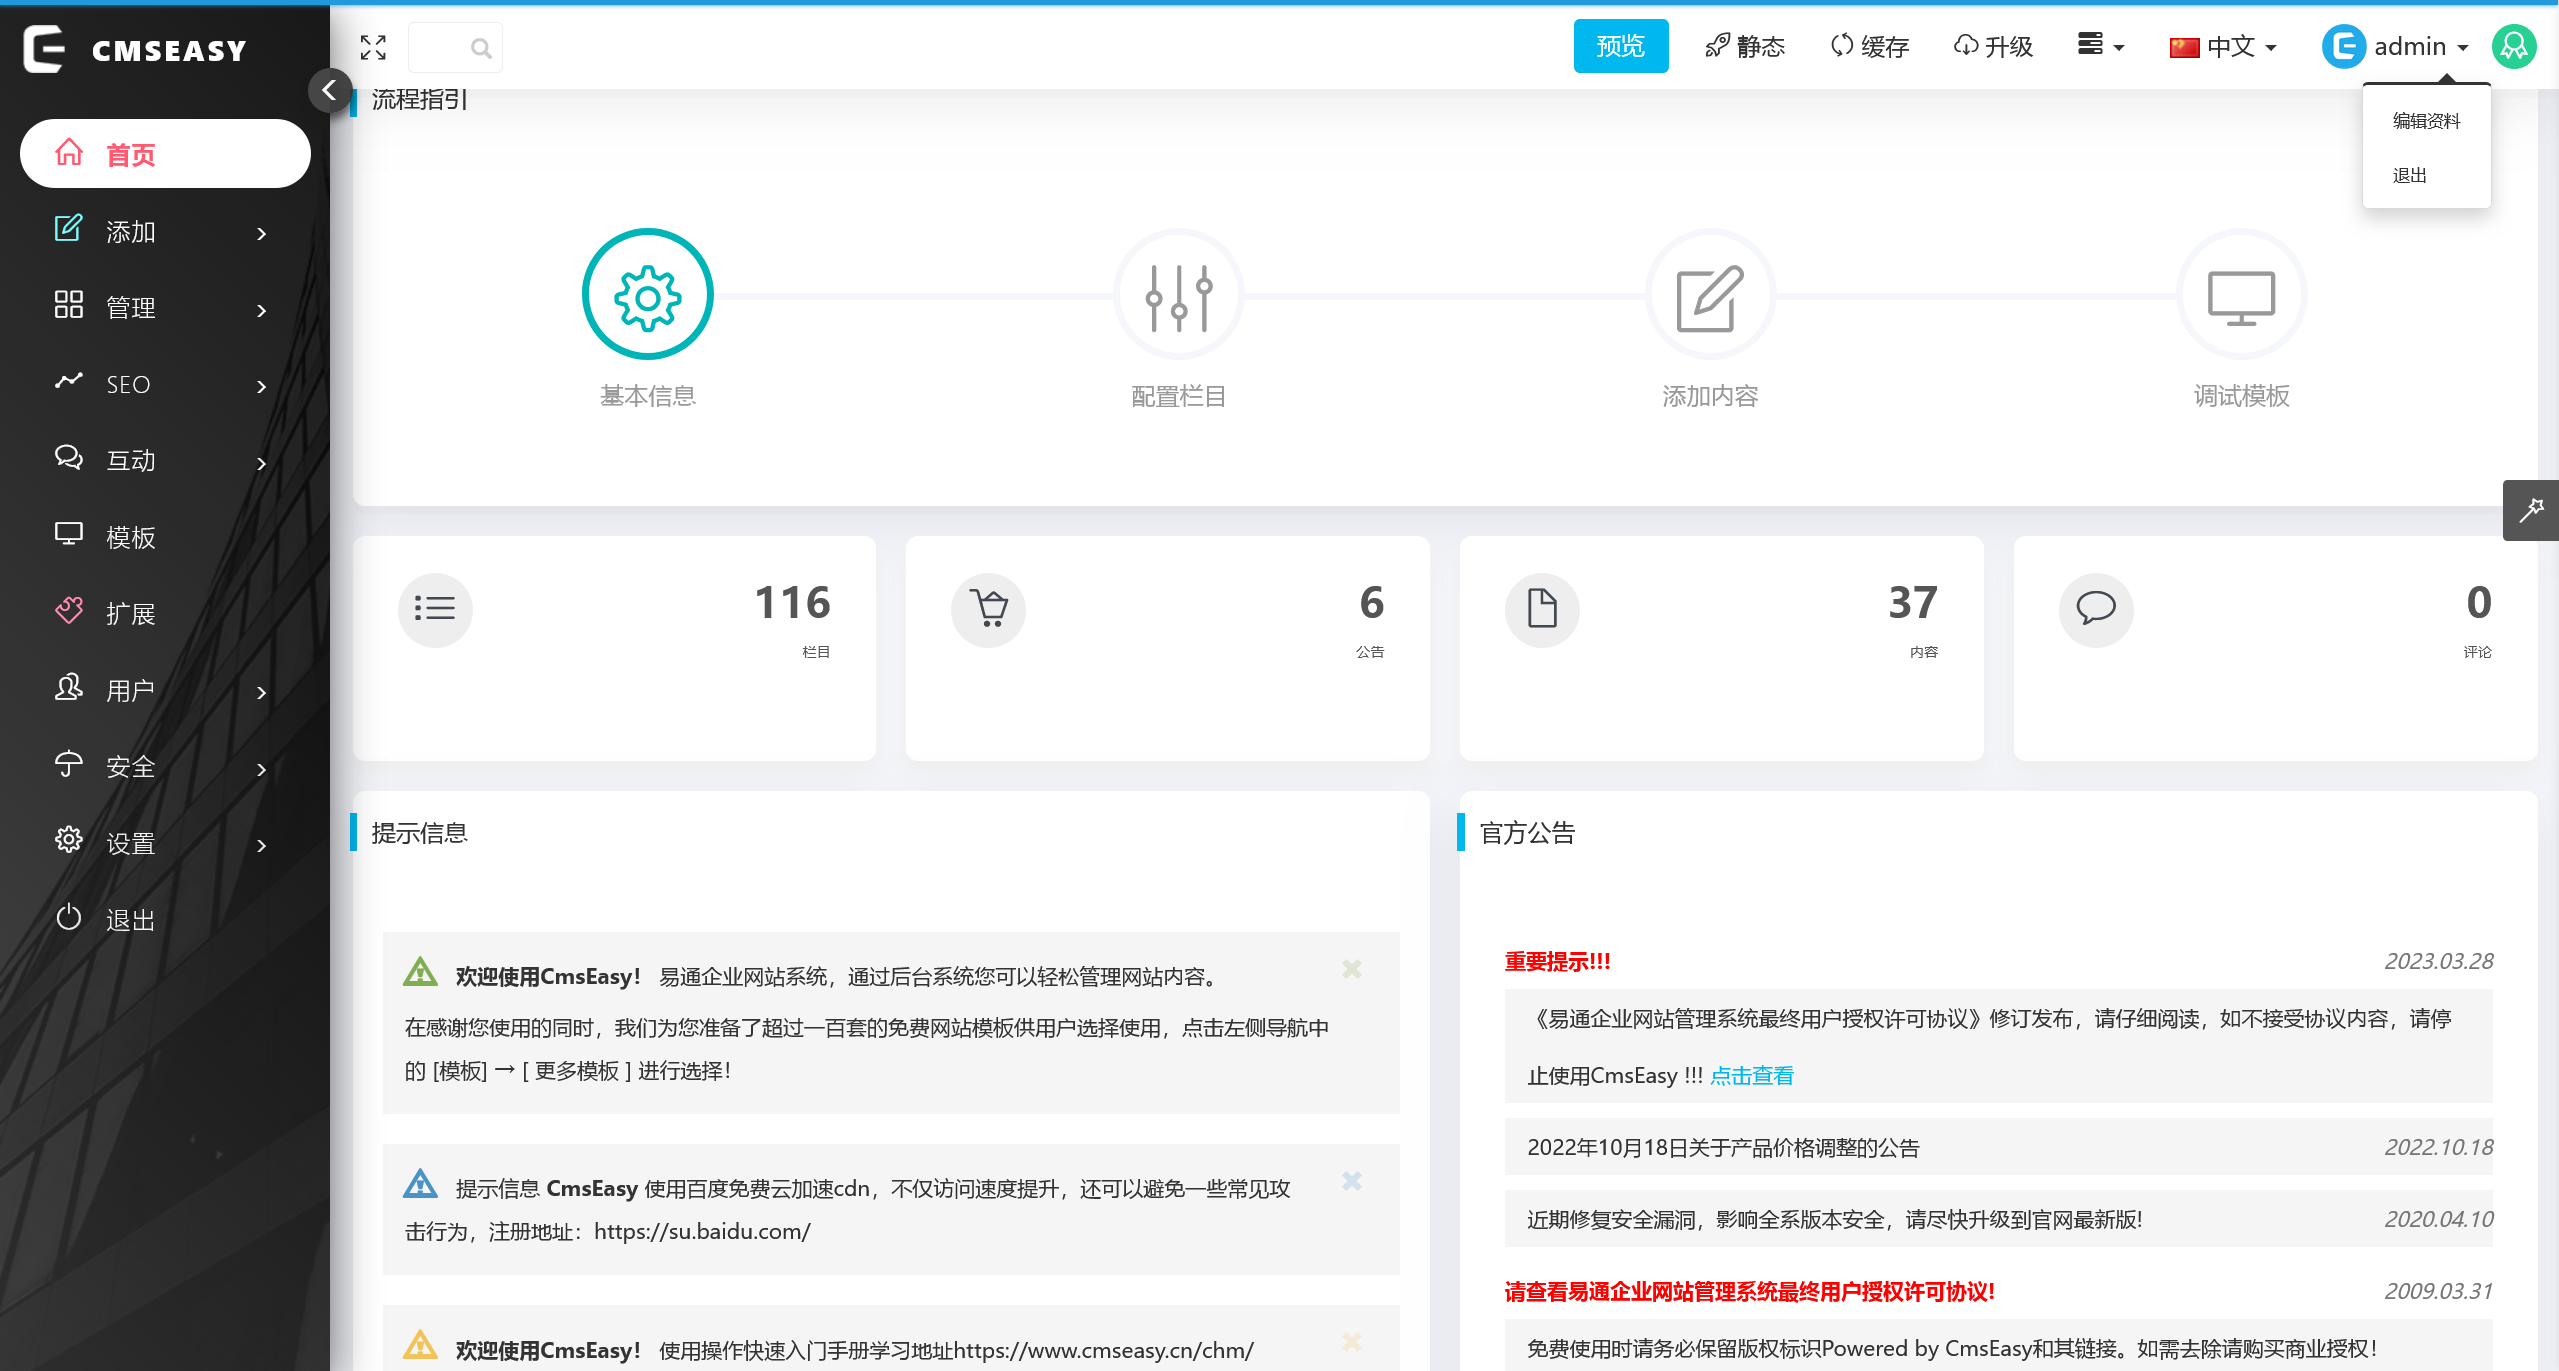 CMSEASY
预览
静态
缓存
升级
中文
admin
编辑资料
退出
首页
添加
管理
SEO
互动
模板
扩展
用户
安全
设置
退出
流程指引
基本信息
配置栏目
添加内容
调试模板
116
栏目
6
公告
37
内容
0
评论
提示信息
欢迎使用CmsEasy! 易通企业网站系统，通过后台系统您可以轻松管理网站内容。
在感谢您使用的同时，我们为您准备了超过一百套的免费网站模板供用户选择使用，点击左侧导航中
的 [模板] → [ 更多模板 ] 进行选择！
提示信息 CmsEasy 使用百度免费云加速cdn，不仅访问速度提升，还可以避免一些常见攻
击行为，注册地址：https://su.baidu.com/
欢迎使用CmsEasy! 使用操作快速入门手册学习地址https://www.cmseasy.cn/chm/
官方公告
重要提示!!! 2023.03.28
《易通企业网站管理系统最终用户授权许可协议》修订发布，请仔细阅读，如不接受协议内容，请停
止使用CmsEasy !!! 点击查看
2022年10月18日关于产品价格调整的公告 2022.10.18
近期修复安全漏洞，影响全系版本安全，请尽快升级到官网最新版! 2020.04.10
请查看易通企业网站管理系统最终用户授权许可协议! 2009.03.31
免费使用时请务必保留版权标识Powered by CmsEasy和其链接。如需去除请购买商业授权！